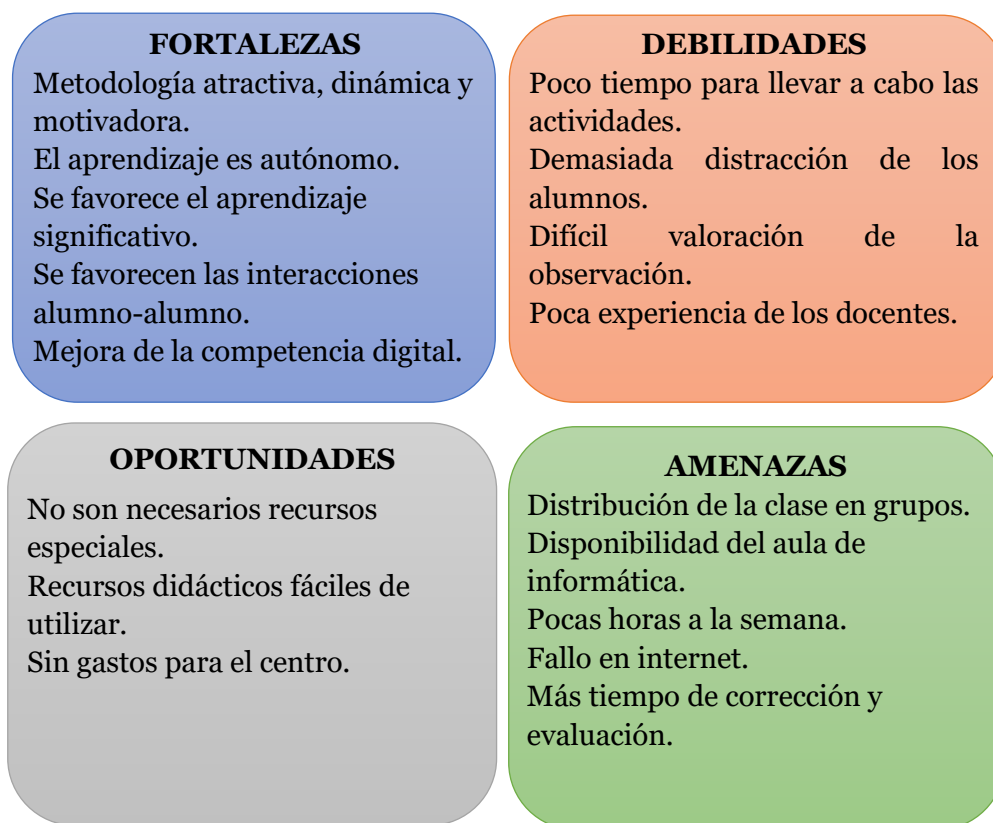 FORTALEZAS
Metodología atractiva, dinámica y
motivadora.
El aprendizaje es autónomo.
Se favorece el aprendizaje
significativo.
Se favorecen las interacciones
alumno-alumno.
Mejora de la competencia digital.
DEBILIDADES
Poco tiempo para llevar a cabo las
actividades.
Demasiada distracción de los
alumnos.
Difícil valoración de la
observación.
Poca experiencia de los docentes.
OPORTUNIDADES
No son necesarios recursos
especiales.
Recursos didácticos fáciles de
utilizar.
Sin gastos para el centro.
AMENAZAS
Distribución de la clase en grupos.
Disponibilidad del aula de
informática.
Pocas horas a la semana.
Fallo en internet.
Más tiempo de corrección y
evaluación.